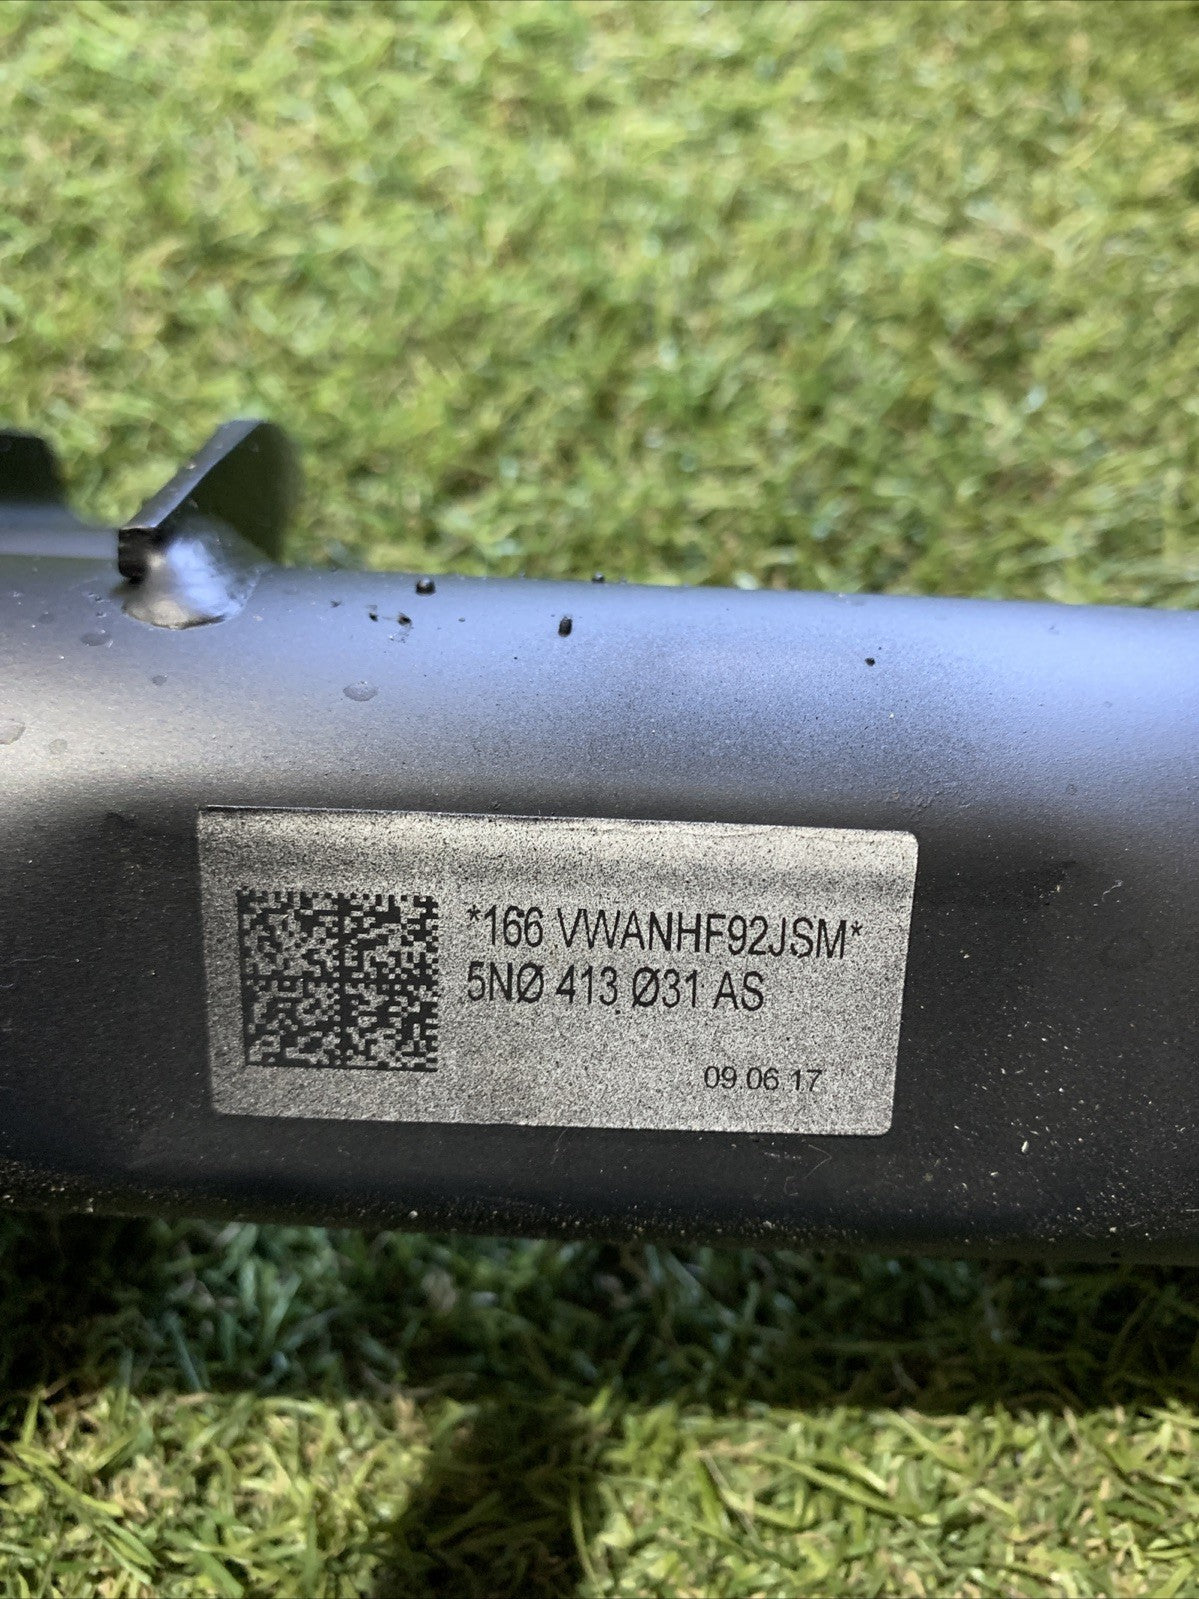 *166 VWANHF92JSM*
5NØ 413 Ø31 AS
09.06.17